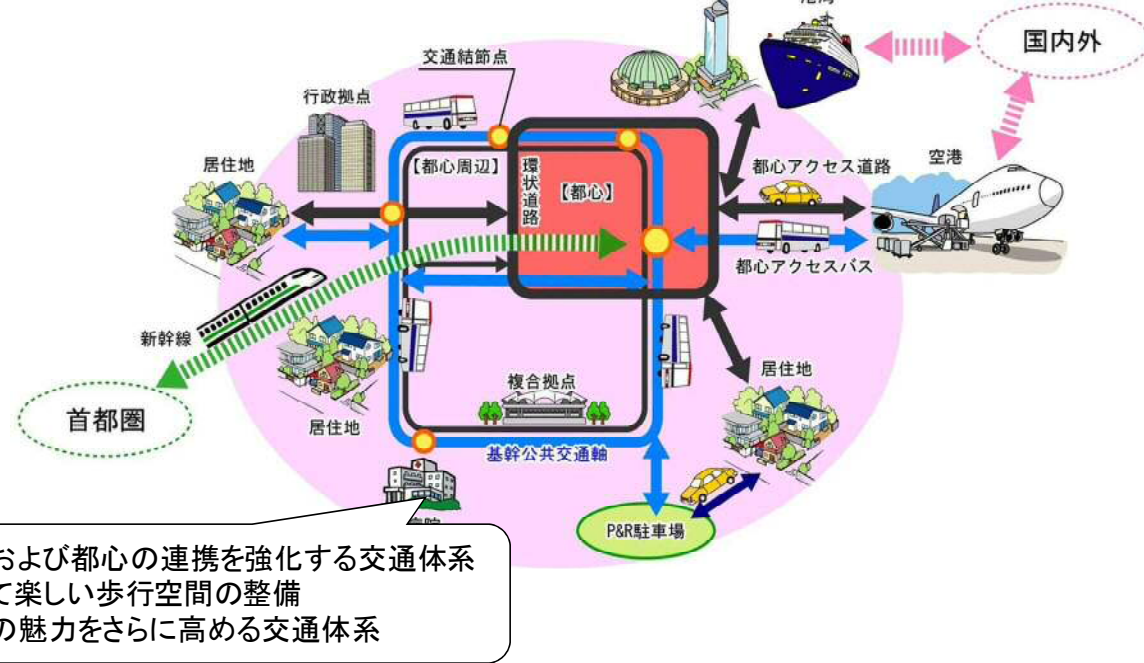 国内外
交通結節点
行政拠点
居住地
【都心周辺】
環状道路
【都心】
都心アクセス道路
空港
都心アクセスバス
新幹線
首都圏
居住地
複合拠点
居住地
基幹公共交通軸
P&R駐車場
および都心の連携を強化する交通体系
て楽しい歩行空間の整備
の魅力をさらに高める交通体系